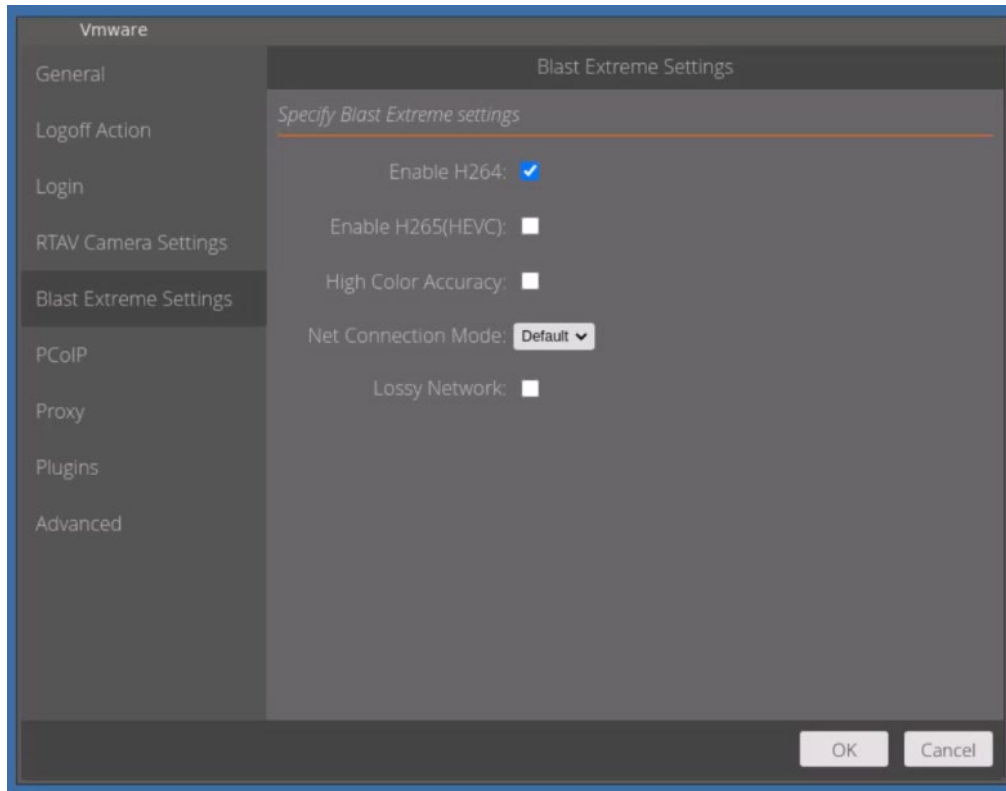 Vmware
General
Logoff Action
Login
RTAV Camera Settings
Blast Extreme Settings
PCoIP
Proxy
Plugins
Advanced
Blast Extreme Settings
Specify Blast Extreme settings
Enable H264:
Enable H265(HEVC):
High Color Accuracy:
Net Connection Mode: Default
Lossy Network:
OK Cancel